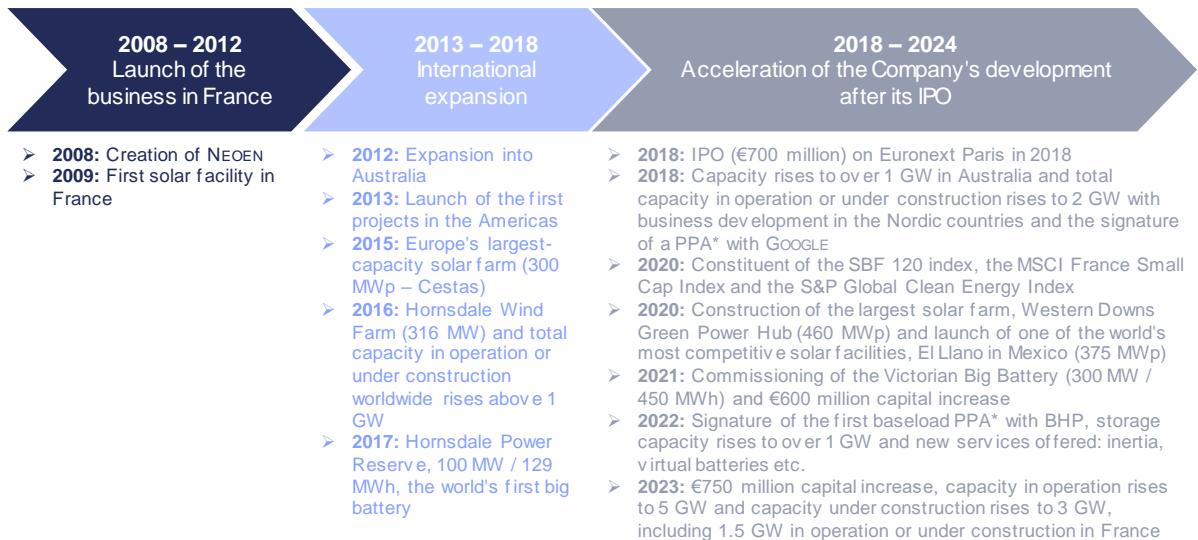 2008 – 2012
Launch of the
business in France
2013 – 2018
International
expansion
2018 – 2024
Acceleration of the Company's development
after its IPO
➢ 2008: Creation of NEOEN
➢ 2009: First solar facility in
France
➢ 2012: Expansion into
Australia
➢ 2013: Launch of the first
projects in the Americas
➢ 2015: Europe's largest-
capacity solar farm (300
MWp – Cestas)
➢ 2016: Hornsdale Wind
Farm (316 MW) and total
capacity in operation or
under construction
worldwide rises above 1
GW
➢ 2017: Hornsdale Power
Reserve, 100 MW / 129
MWh, the world's first big
battery
➢ 2018: IPO (€700 million) on Euronext Paris in 2018
➢ 2018: Capacity rises to over 1 GW in Australia and total
capacity in operation or under construction rises to 2 GW with
business development in the Nordic countries and the signature
of a PPA* with GOOGLE
➢ 2020: Constituent of the SBF 120 index, the MSCI France Small
Cap Index and the S&P Global Clean Energy Index
➢ 2020: Construction of the largest solar farm, Western Downs
Green Power Hub (460 MWp) and launch of one of the world's
most competitive solar facilities, El Llano in Mexico (375 MWp)
➢ 2021: Commissioning of the Victorian Big Battery (300 MW /
450 MWh) and €600 million capital increase
➢ 2022: Signature of the first baseload PPA* with BHP, storage
capacity rises to over 1 GW and new services offered: inertia,
virtual batteries etc.
➢ 2023: €750 million capital increase, capacity in operation rises
to 5 GW and capacity under construction rises to 3 GW,
including 1.5 GW in operation or under construction in France